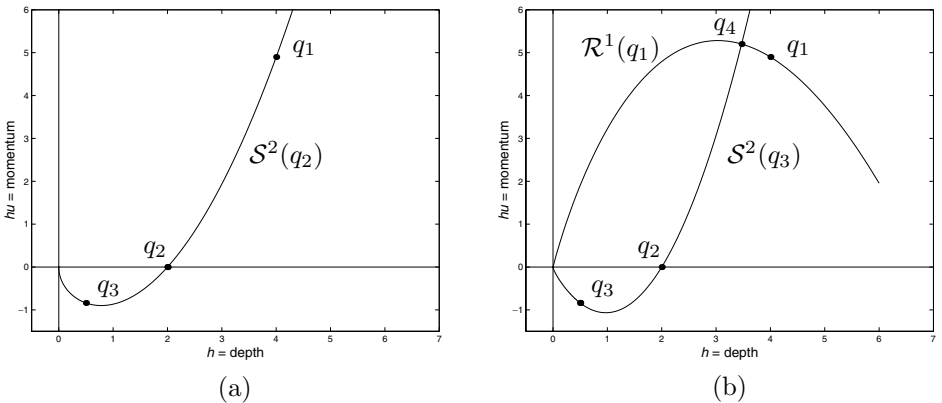 6
5
4
3
2
1
0
−1
0 1 2 3 4 5 6 7
hu = momentum
h = depth
q₁
S²(q₂)
q₂
q₃
(a)
6
5
4
3
2
1
0
−1
0 1 2 3 4 5 6 7
hu = momentum
h = depth
q₄
R¹(q₁)
q₁
S²(q₃)
q₂
q₃
(b)